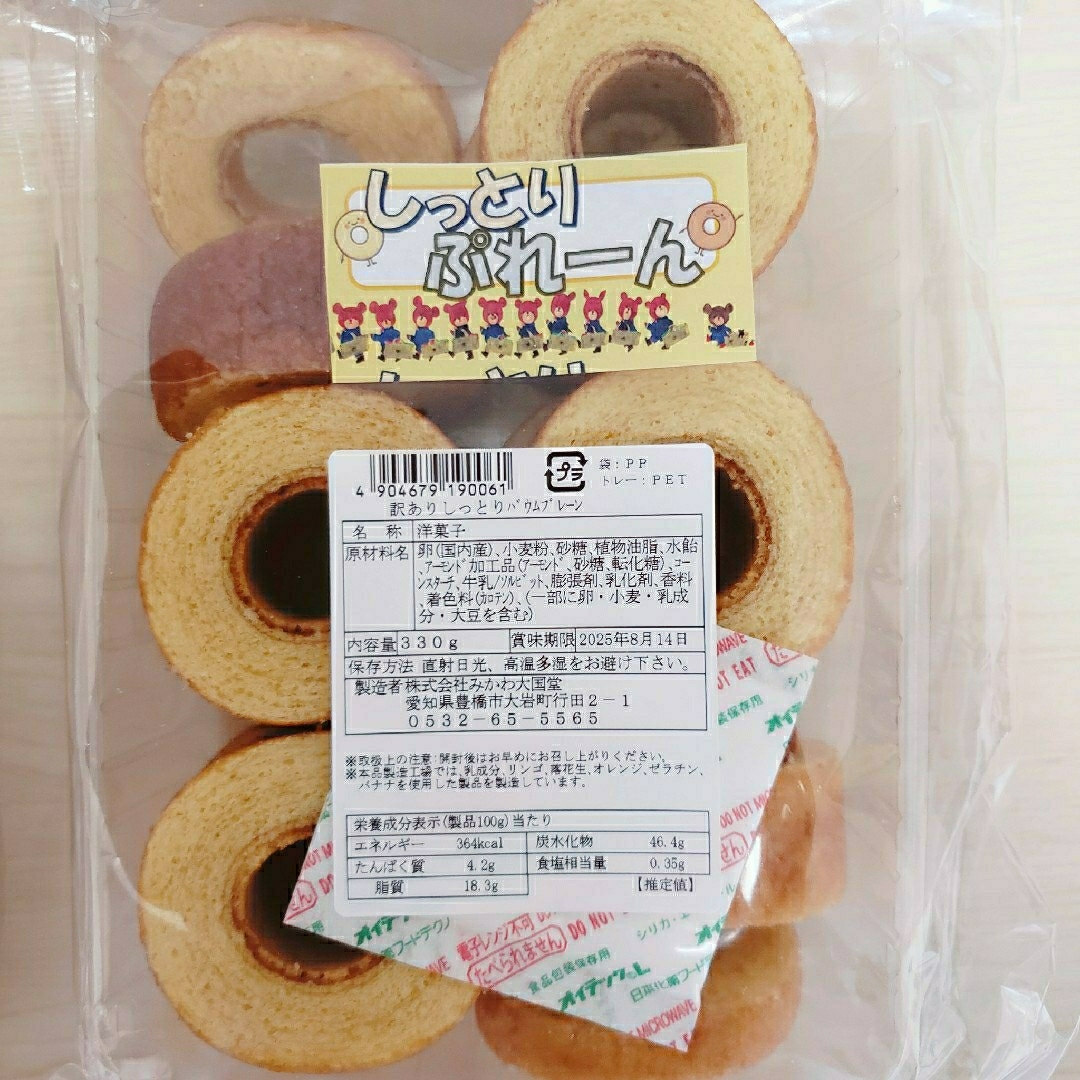 しっとり
ぷれーん
4 904679 190061
プラ
袋：ＰＰ
トレー：ＰＥＴ
訳ありしっとりバウムプレーン
名　称　洋菓子
原材料名　卵(国内産)、小麦粉、砂糖、植物油脂、水飴
、アーモンド加工品(アーモンド、砂糖、転化糖)、コー
ンスターチ、牛乳/ソルビット、膨張剤、乳化剤、香料
、着色料(カロテン)、(一部に卵・小麦・乳成
分・大豆を含む)
内容量 ３３０ｇ　賞味期限 2025年8月14日
保存方法 直射日光、高温多湿をお避け下さい。
製造者 株式会社みかわ大国堂
愛知県豊橋市大岩町行田２－１
０５３２－６５－５５６５
※取扱上の注意：開封後はお早めにお召し上がりください。
※本品製造工場では、乳成分、リンゴ、落花生、オレンジ、ゼラチン、
バナナを使用した製品を製造しています。
栄養成分表示(製品100g)当たり
エネルギー　364kcal　炭水化物　46.4g
たんぱく質　4.2g　食塩相当量　0.35g
脂質　18.3g　【推定値】
電子レンジ不可
たべられません
DO NOT
食品包装保存用
オイテック
MICROWAVE
DO NOT MICROW
シリカ
NOT EAT